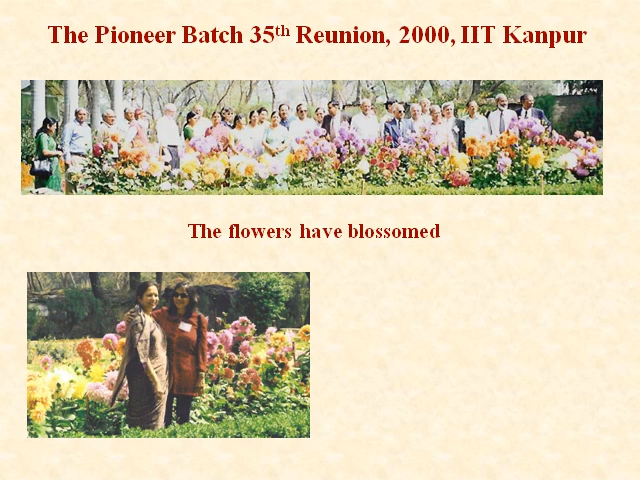 The Pioneer Batch 35th Reunion, 2000, IIT Kanpur
The flowers have blossomed